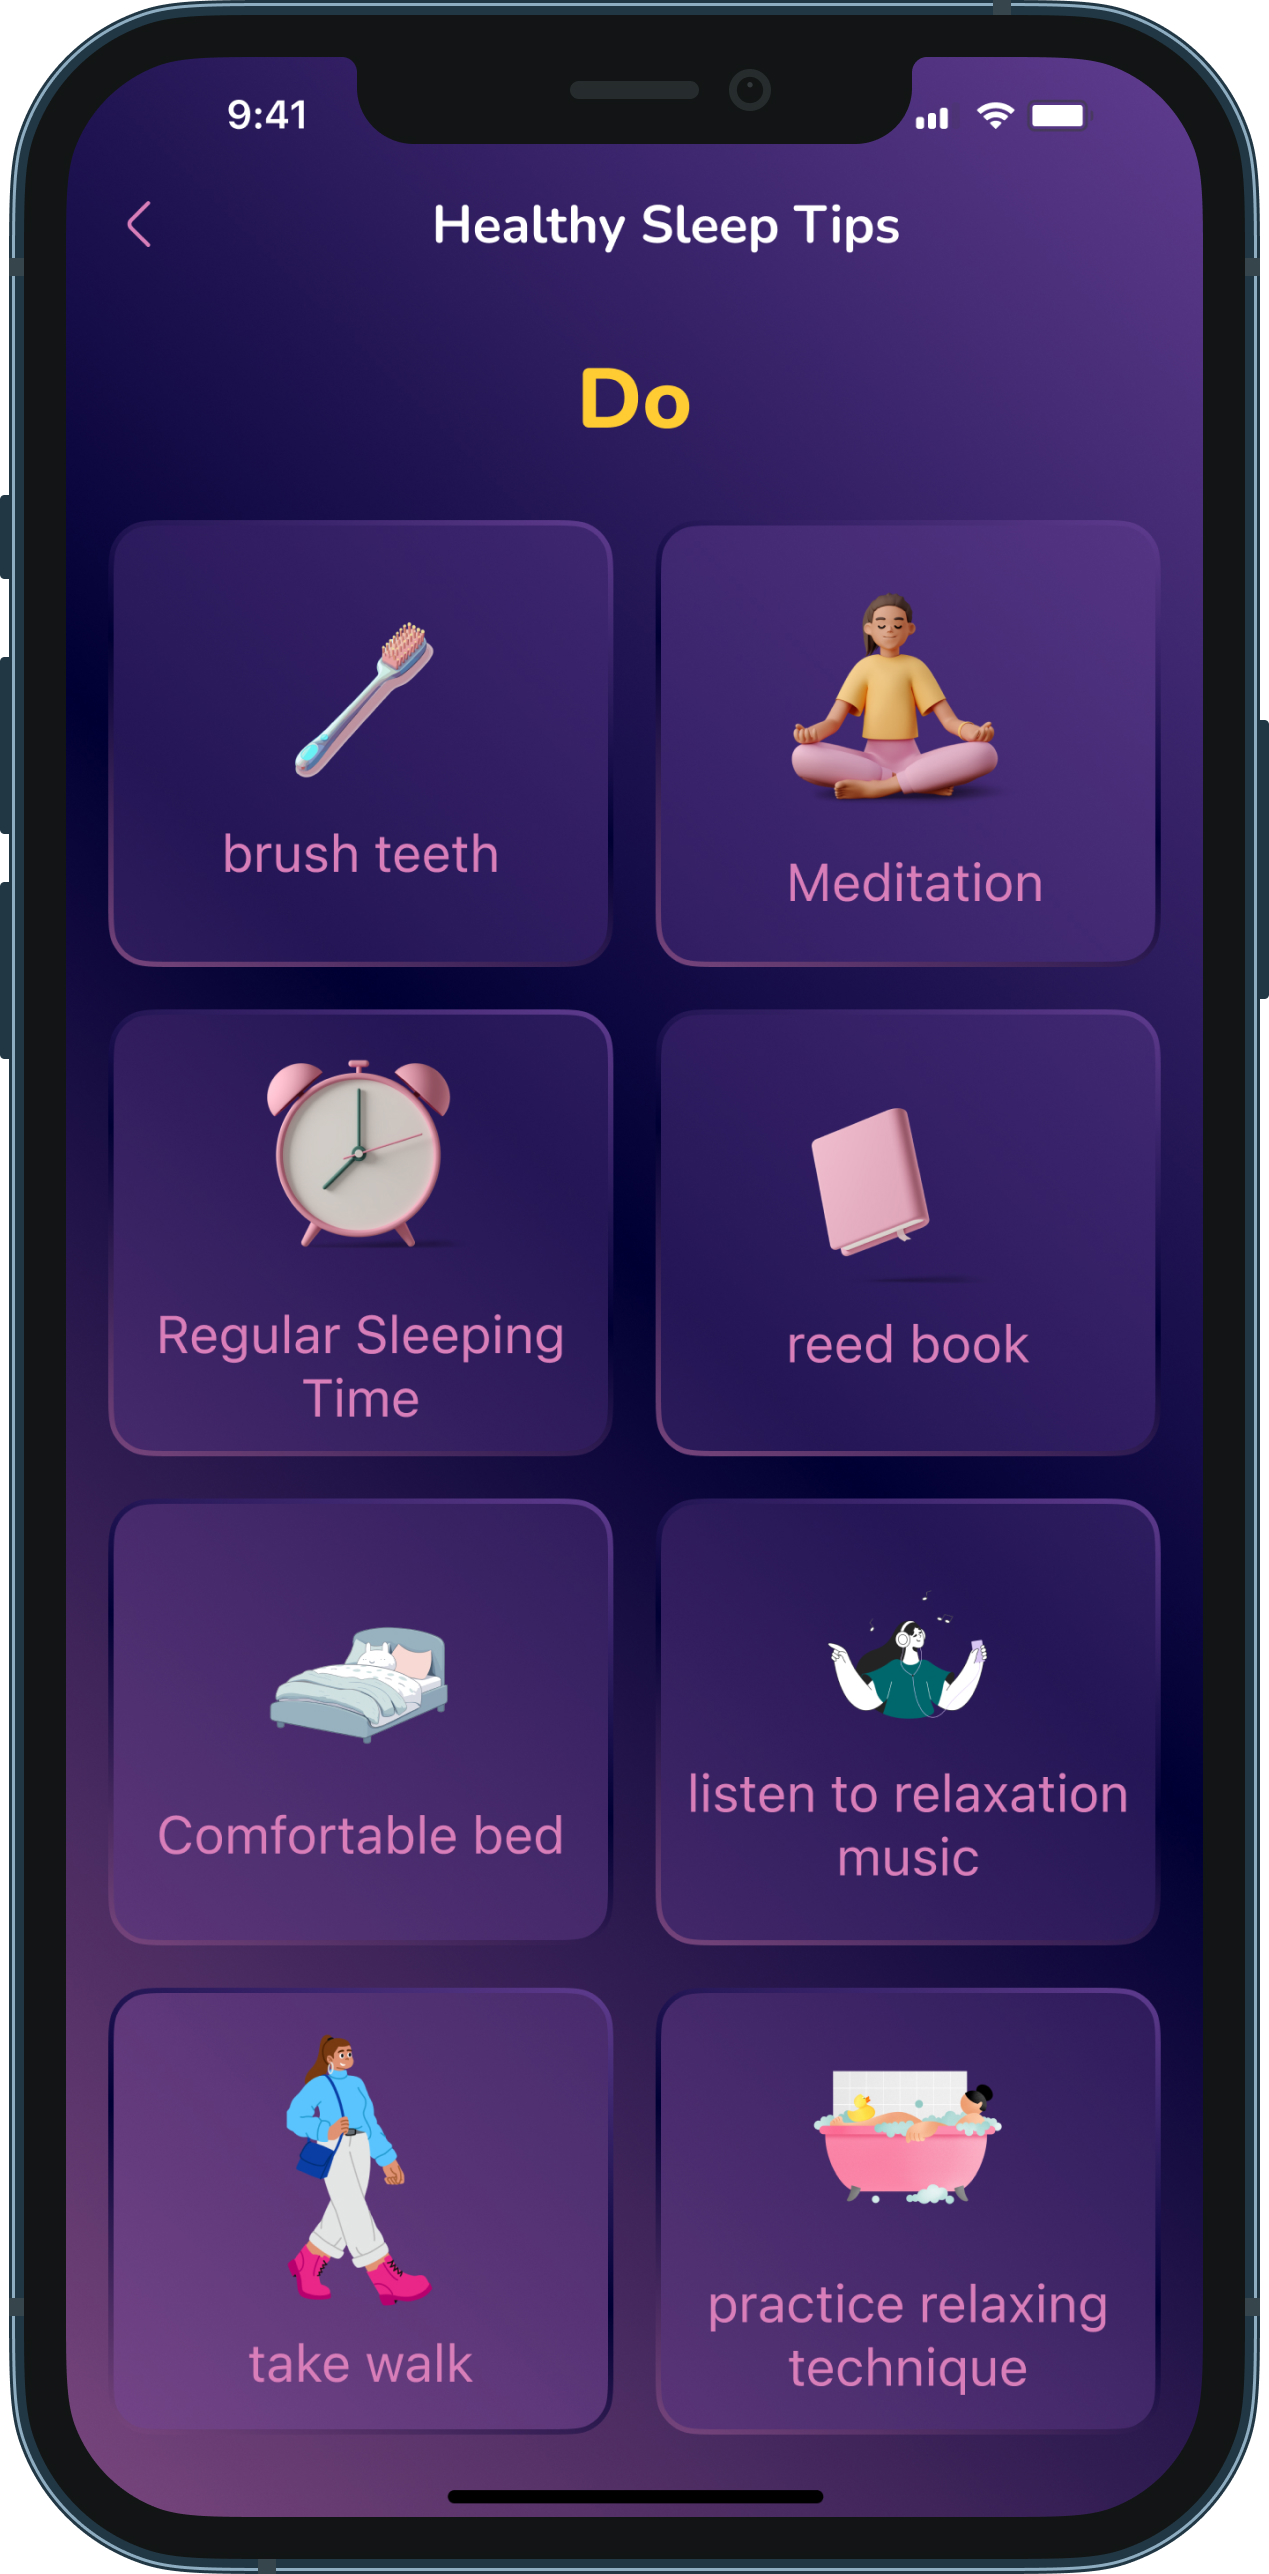 9:41
Healthy Sleep Tips
Do
brush teeth
Meditation
Regular Sleeping
Time
reed book
Comfortable bed
listen to relaxation
music
take walk
practice relaxing
technique